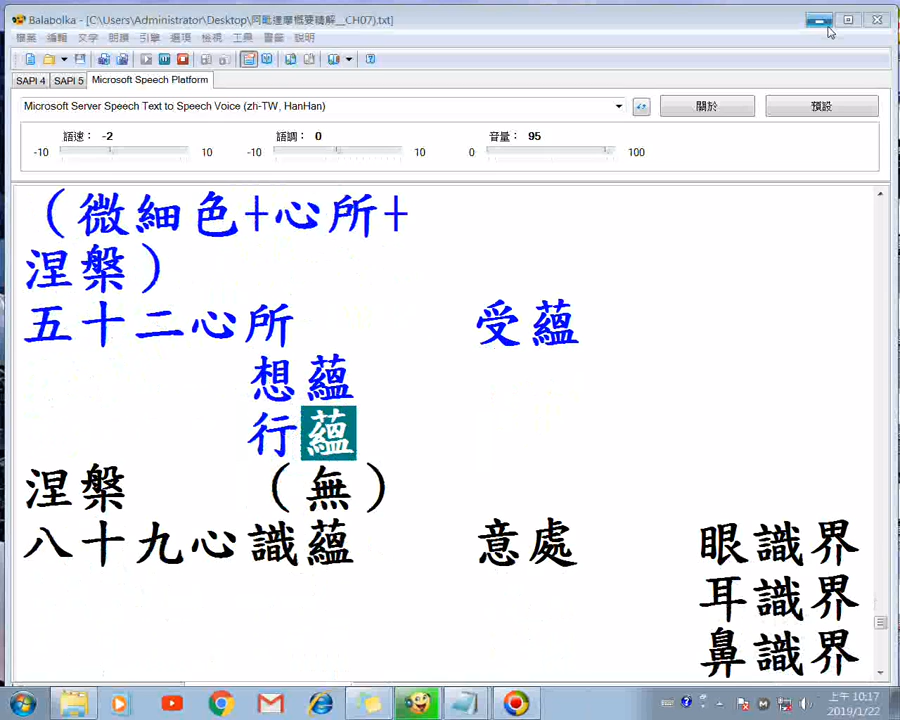 Balabolka - [C:\Users\Administrator\Desktop\阿毗達摩概要精解__CH07).txt]
檔案 編輯 文字 朗讀 引擎 選項 檢視 工具 書籤 說明
SAPI 4 SAPI 5 Microsoft Speech Platform
Microsoft Server Speech Text to Speech Voice (zh-TW, HanHan) 關於 預設
語速： -2 語調： 0 音量： 95
-10 10 -10 10 0 100
（微細色+心所+
涅槃）
五十二心所 受蘊
想蘊
行蘊
涅槃 （無）
八十九心識蘊 意處 眼識界
耳識界
鼻識界
上午 10:17
2019/1/22